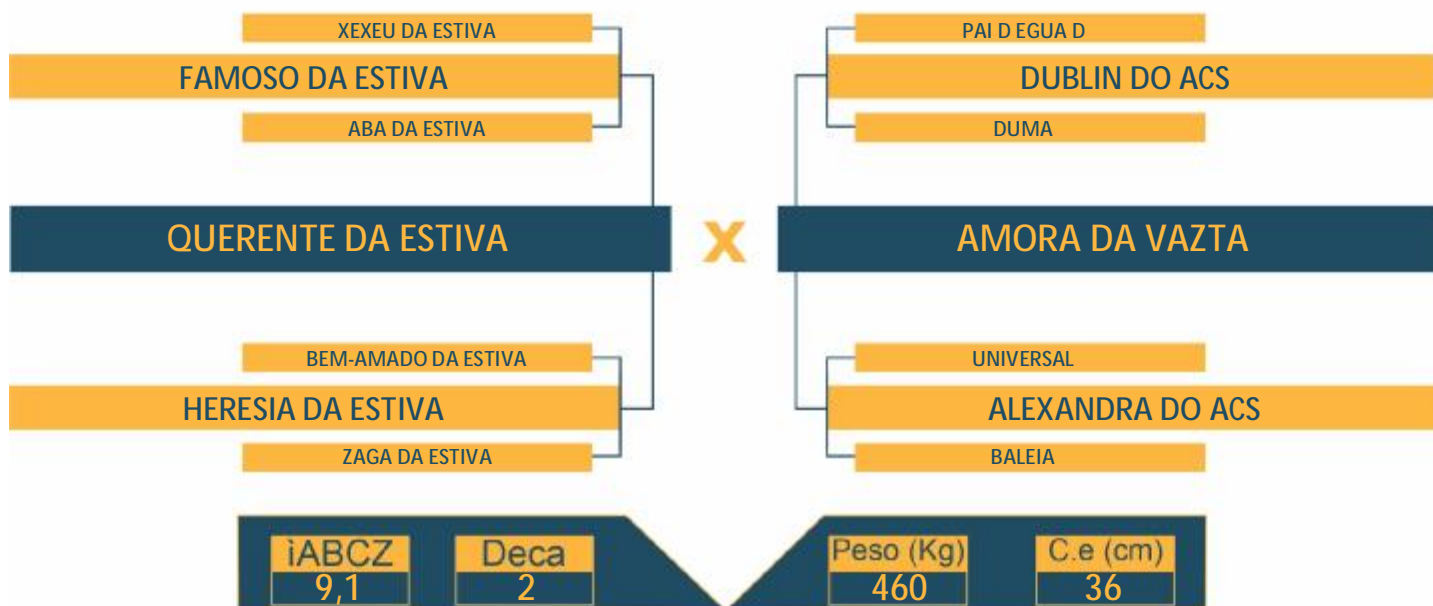 XEXEU DA ESTIVA
PAI D EGUA D
FAMOSO DA ESTIVA
DUBLIN DO ACS
ABA DA ESTIVA
DUMA
QUERENTE DA ESTIVA
X
AMORA DA VAZTA
BEM-AMADO DA ESTIVA
UNIVERSAL
HERESIA DA ESTIVA
ALEXANDRA DO ACS
ZAGA DA ESTIVA
BALEIA
iABCZ
Deca
Peso (Kg)
C.e (cm)
9,1
2
460
36